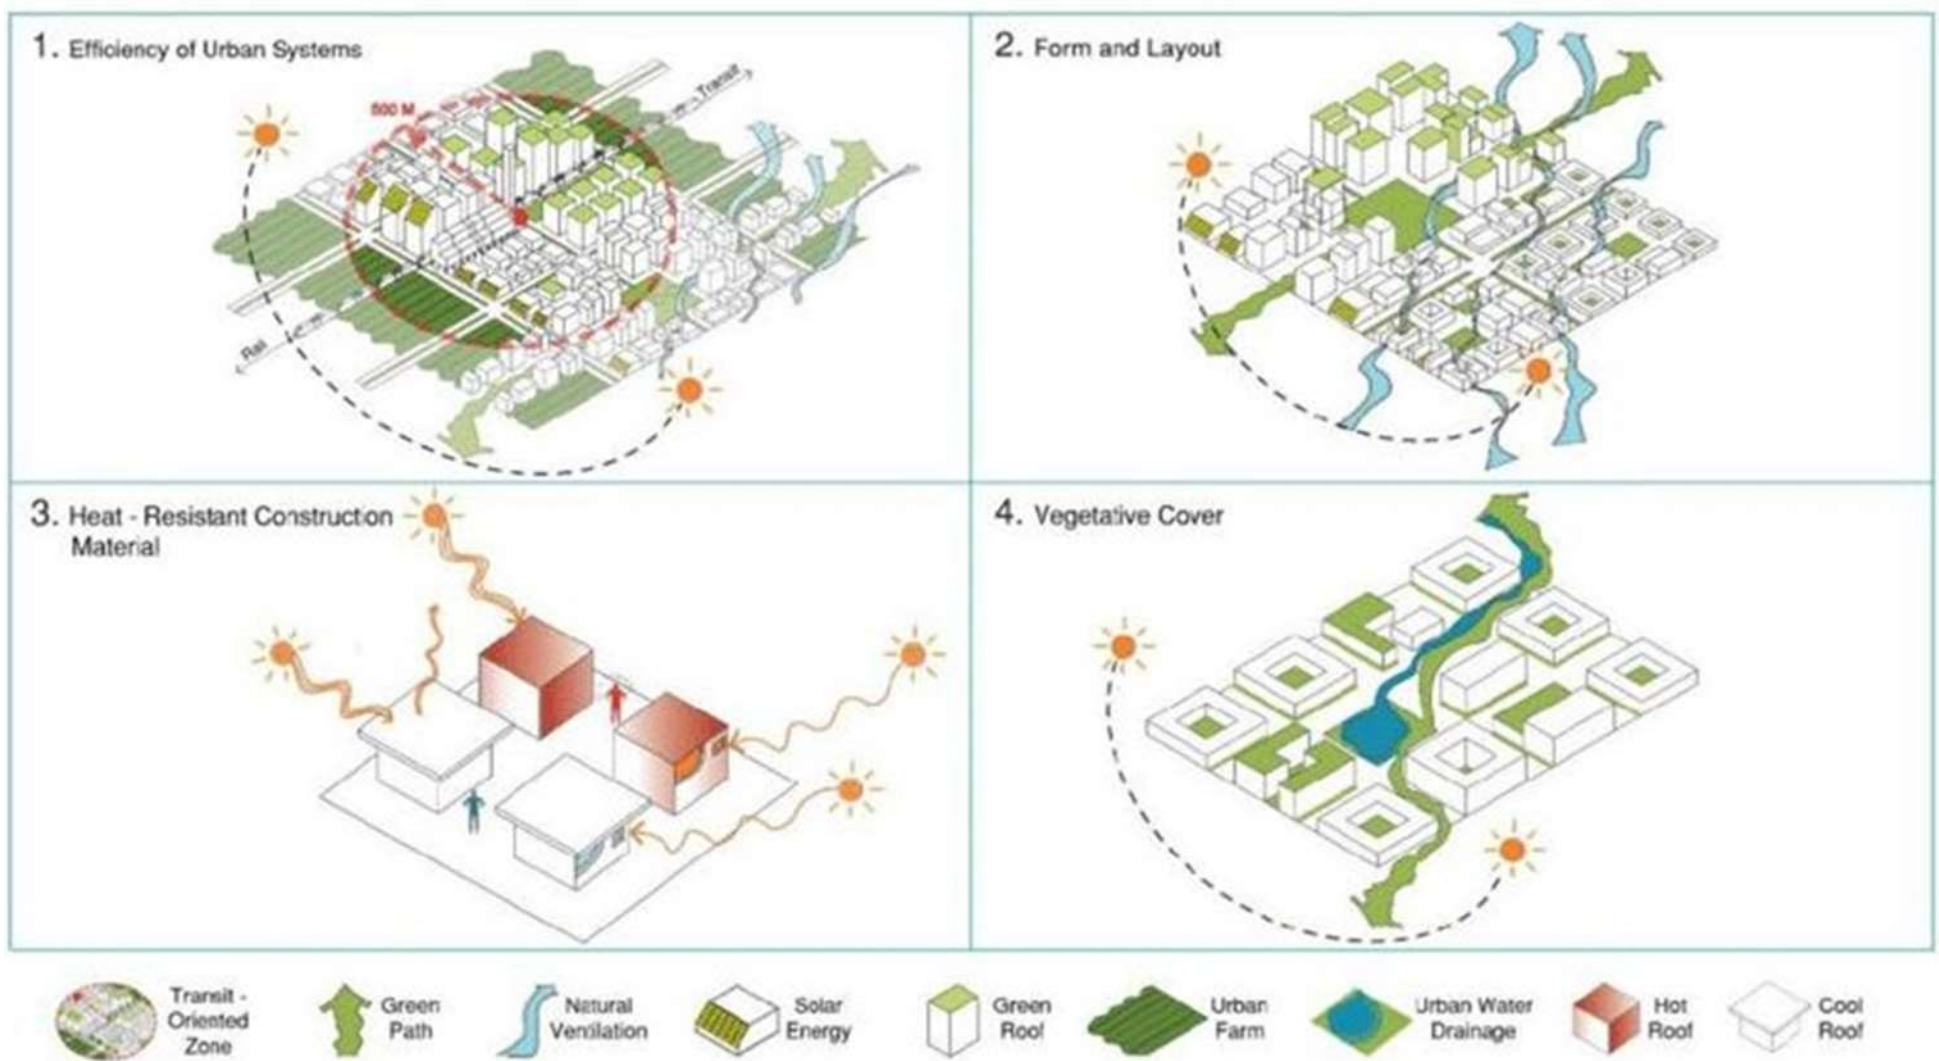 1. Efficiency of Urban Systems
500 M
Transit
Rail
2. Form and Layout
3. Heat - Resistant Construction
Material
4. Vegetative Cover
Transit -
Oriented
Zone
Green
Path
Natural
Ventilation
Solar
Energy
Green
Roof
Urban
Farm
Urban Water
Drainage
Hot
Roof
Cool
Roof